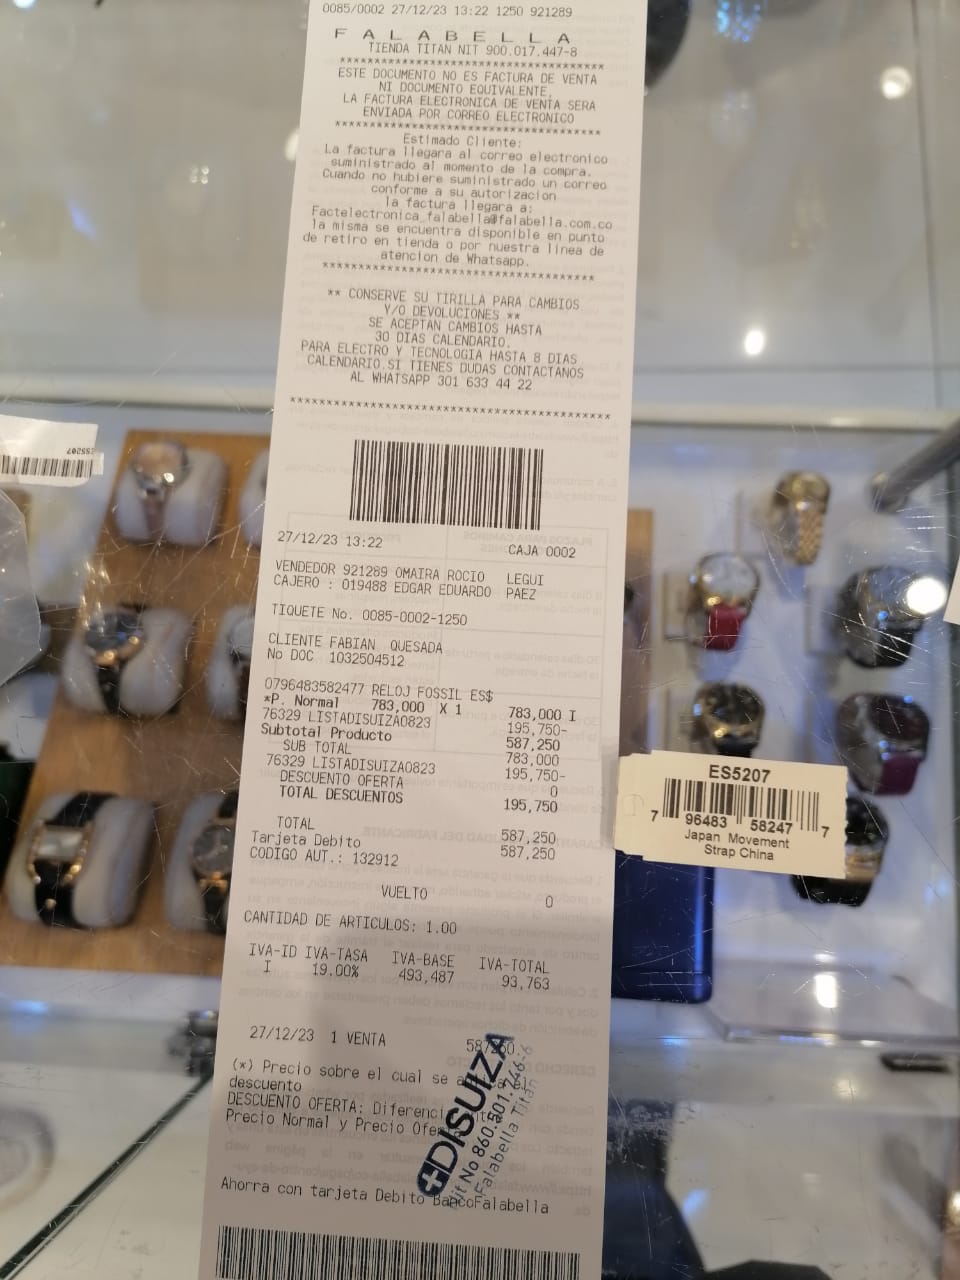 0085/0002 27/12/23 13:22 1250 921289
F A L A B E L L A
TIENDA TITAN NIT 900.017.447-8
****************************************
ESTE DOCUMENTO NO ES FACTURA DE VENTA
NI DOCUMENTO EQUIVALENTE,
LA FACTURA ELECTRONICA DE VENTA SERA
ENVIADA POR CORREO ELECTRONICO
****************************************
Estimado Cliente:
La factura llegara al correo electronico
suministrado al momento de la compra.
Cuando no hubiere suministrado un correo
conforme a su autorizacion
la factura llegara a:
Factelectronica_falabella@falabella.com.co
la misma se encuentra disponible en punto
de retiro en tienda o por nuestra linea de
atencion de Whatsapp.
****************************************
** CONSERVE SU TIRILLA PARA CAMBIOS
Y/O DEVOLUCIONES **
SE ACEPTAN CAMBIOS HASTA
30 DIAS CALENDARIO.
PARA ELECTRO Y TECNOLOGIA HASTA 8 DIAS
CALENDARIO.SI TIENES DUDAS CONTACTANOS
AL WHATSAPP 301 633 44 22
****************************************
27/12/23 13:22 CAJA 0002
VENDEDOR 921289 OMAIRA ROCIO LEGUI
CAJERO : 019488 EDGAR EDUARDO PAEZ
TIQUETE No. 0085-0002-1250
CLIENTE FABIAN QUESADA
No DOC 1032504512
0796483582477 RELOJ FOSSIL ES$
*P. Normal 783,000 X 1 783,000 I
76329 LISTADISUIZA0823 195,750-
Subtotal Producto 587,250
SUB TOTAL 783,000
76329 LISTADISUIZA0823 195,750-
DESCUENTO OFERTA 0
TOTAL DESCUENTOS 195,750
TOTAL 587,250
Tarjeta Debito 587,250
CODIGO AUT.: 132912
VUELTO 0
CANTIDAD DE ARTICULOS: 1.00
IVA-ID IVA-TASA IVA-BASE IVA-TOTAL
I 19.00% 493,487 93,763
27/12/23 1 VENTA
(*) Precio sobre el cual se el
descuento
DESCUENTO OFERTA:
Precio Normal y Precio
Ahorra con tarjeta Debito BancoFalabella
DISUIZA
Nit No 860.501.746-6
Falabella Titan
ES5207
7 96483 58247 7
Japan Movement
Strap China
ES5207